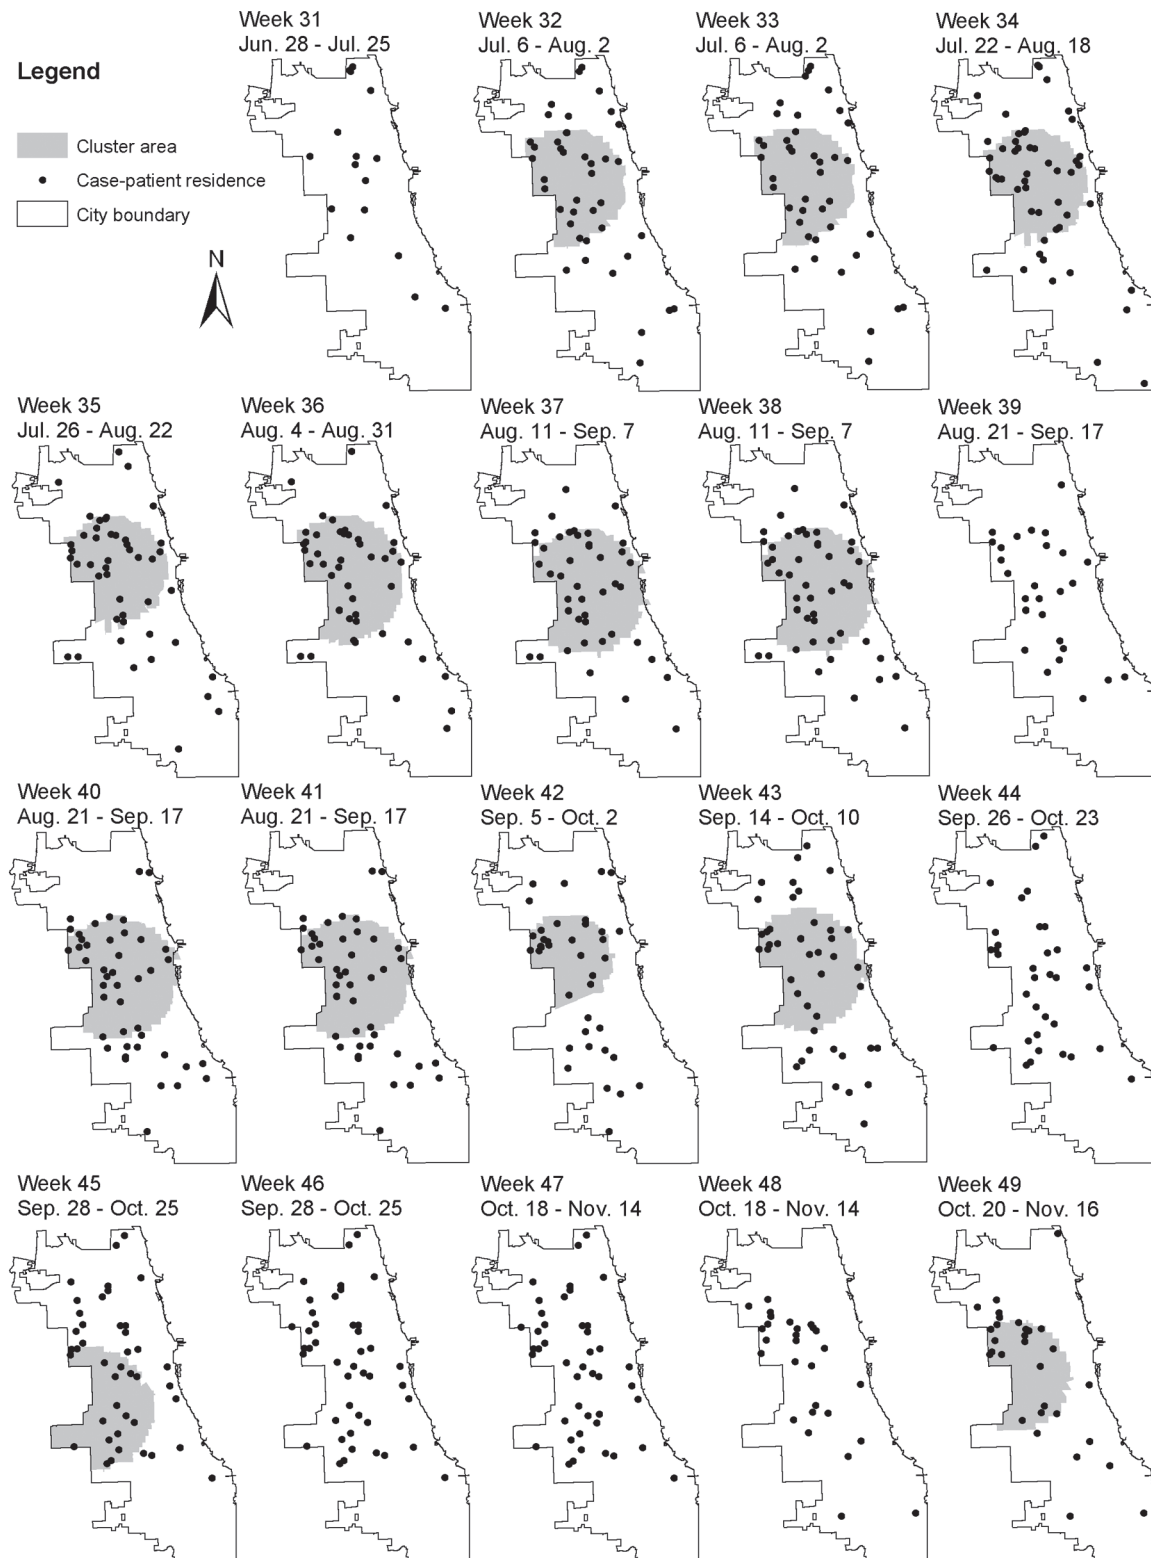 Legend
Cluster area
Case-patient residence
City boundary
N
Week 31
Jun. 28 - Jul. 25
Week 32
Jul. 6 - Aug. 2
Week 33
Jul. 6 - Aug. 2
Week 34
Jul. 22 - Aug. 18
Week 35
Jul. 26 - Aug. 22
Week 36
Aug. 4 - Aug. 31
Week 37
Aug. 11 - Sep. 7
Week 38
Aug. 11 - Sep. 7
Week 39
Aug. 21 - Sep. 17
Week 40
Aug. 21 - Sep. 17
Week 41
Aug. 21 - Sep. 17
Week 42
Sep. 5 - Oct. 2
Week 43
Sep. 14 - Oct. 10
Week 44
Sep. 26 - Oct. 23
Week 45
Sep. 28 - Oct. 25
Week 46
Sep. 28 - Oct. 25
Week 47
Oct. 18 - Nov. 14
Week 48
Oct. 18 - Nov. 14
Week 49
Oct. 20 - Nov. 16